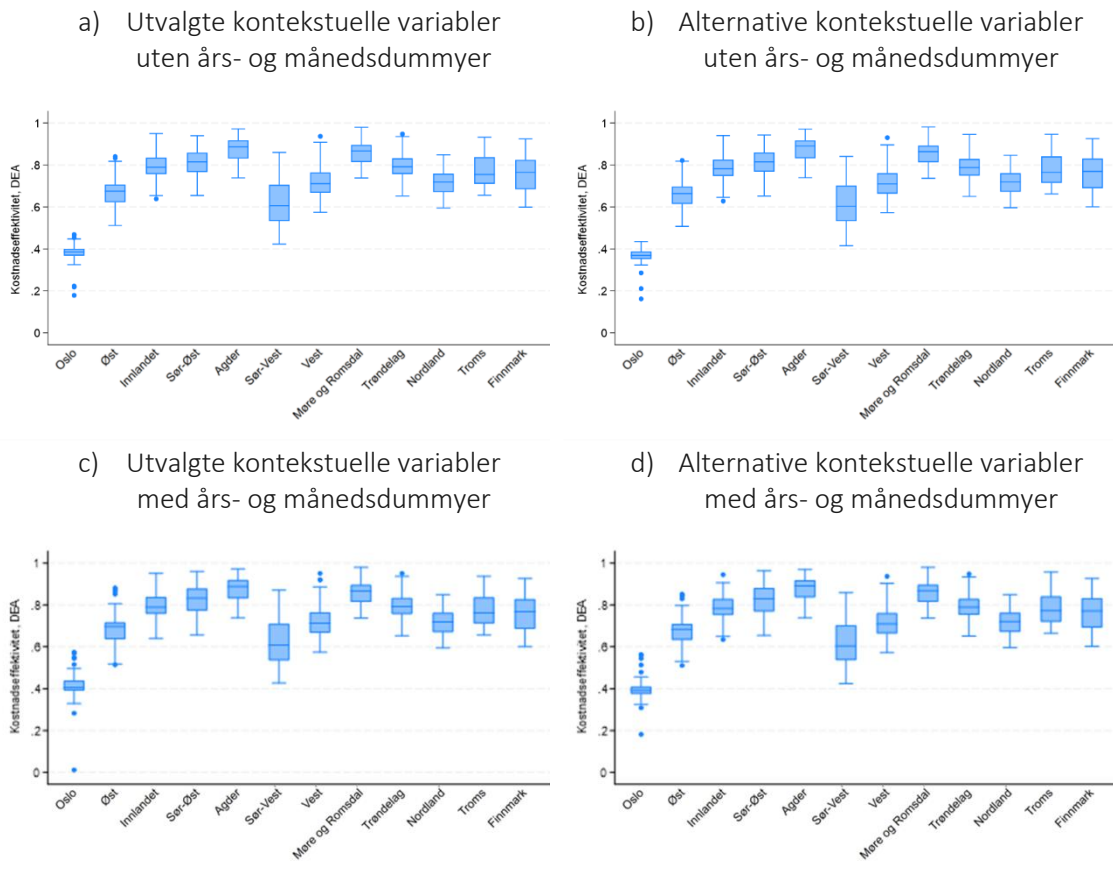 a) Utvalgte kontekstuelle variabler
uten års- og månedsdummyer
b) Alternative kontekstuelle variabler
uten års- og månedsdummyer
Kostnadseffektivitet, DEA
1
.8
.6
.4
.2
0
Oslo
Øst
Innlandet
Sør-Øst
Agder
Sør-Vest
Vest
Møre og Romsdal
Trøndelag
Nordland
Troms
Finnmark
Kostnadseffektivitet, DEA
1
.8
.6
.4
.2
0
Oslo
Øst
Innlandet
Sør-Øst
Agder
Sør-Vest
Vest
Møre og Romsdal
Trøndelag
Nordland
Troms
Finnmark
c) Utvalgte kontekstuelle variabler
med års- og månedsdummyer
d) Alternative kontekstuelle variabler
med års- og månedsdummyer
Kostnadseffektivitet, DEA
1
.8
.6
.4
.2
0
Oslo
Øst
Innlandet
Sør-Øst
Agder
Sør-Vest
Vest
Møre og Romsdal
Trøndelag
Nordland
Troms
Finnmark
Kostnadseffektivitet, DEA
1
.8
.6
.4
.2
0
Oslo
Øst
Innlandet
Sør-Øst
Agder
Sør-Vest
Vest
Møre og Romsdal
Trøndelag
Nordland
Troms
Finnmark